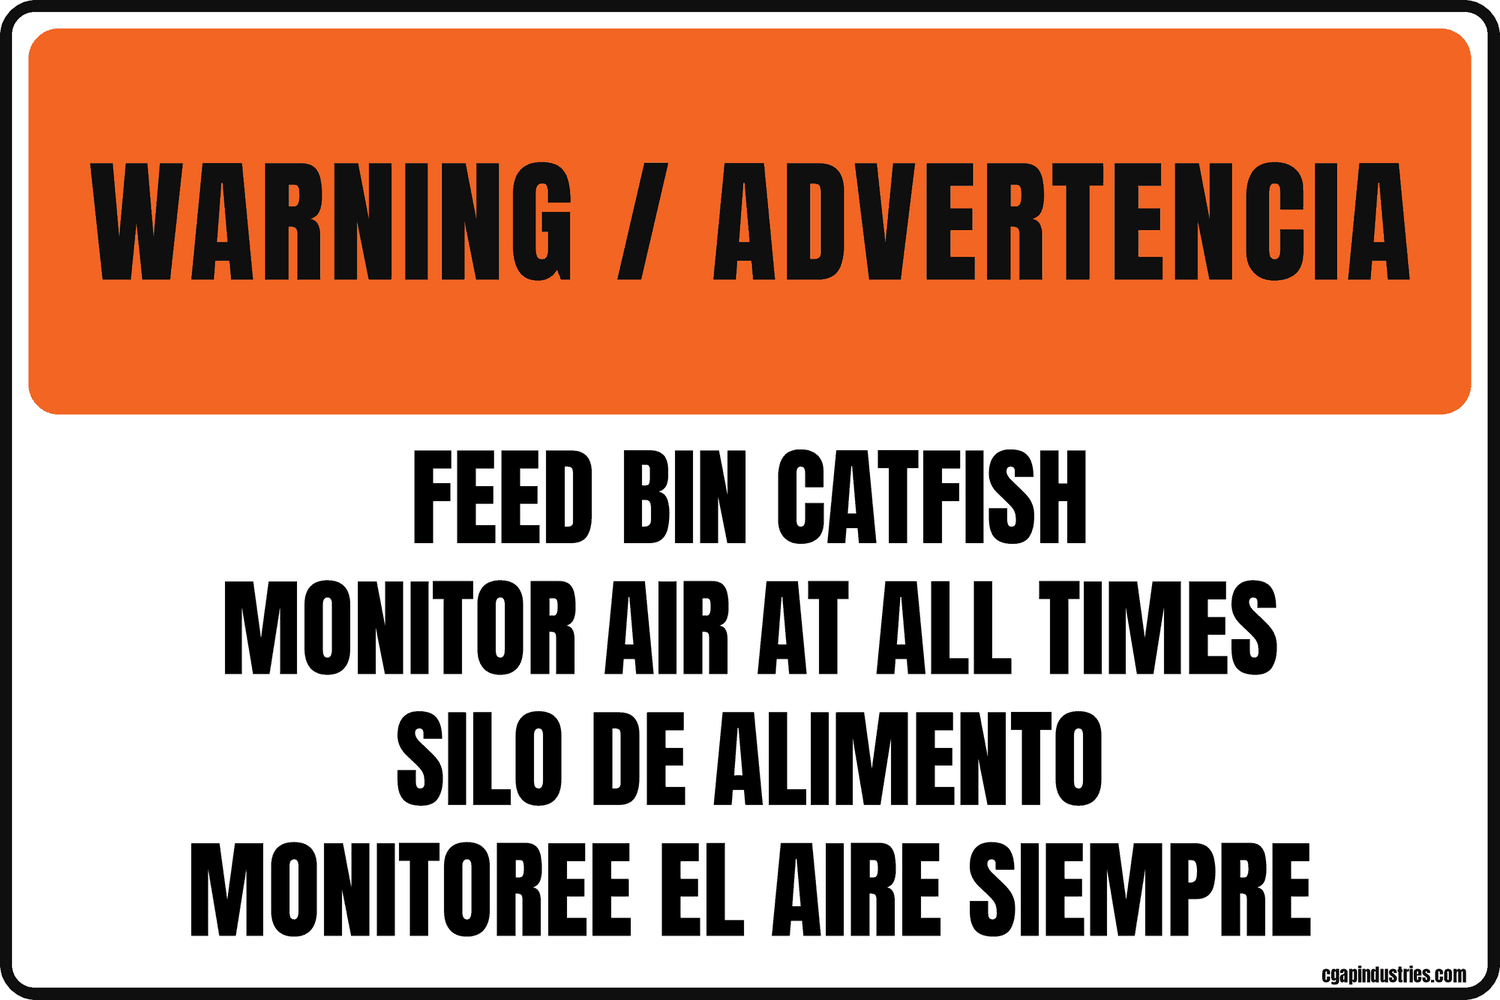 WARNING / ADVERTENCIA
FEED BIN CATFISH
MONITOR AIR AT ALL TIMES
SILO DE ALIMENTO
MONITOREE EL AIRE SIEMPRE
cgapindustries.com